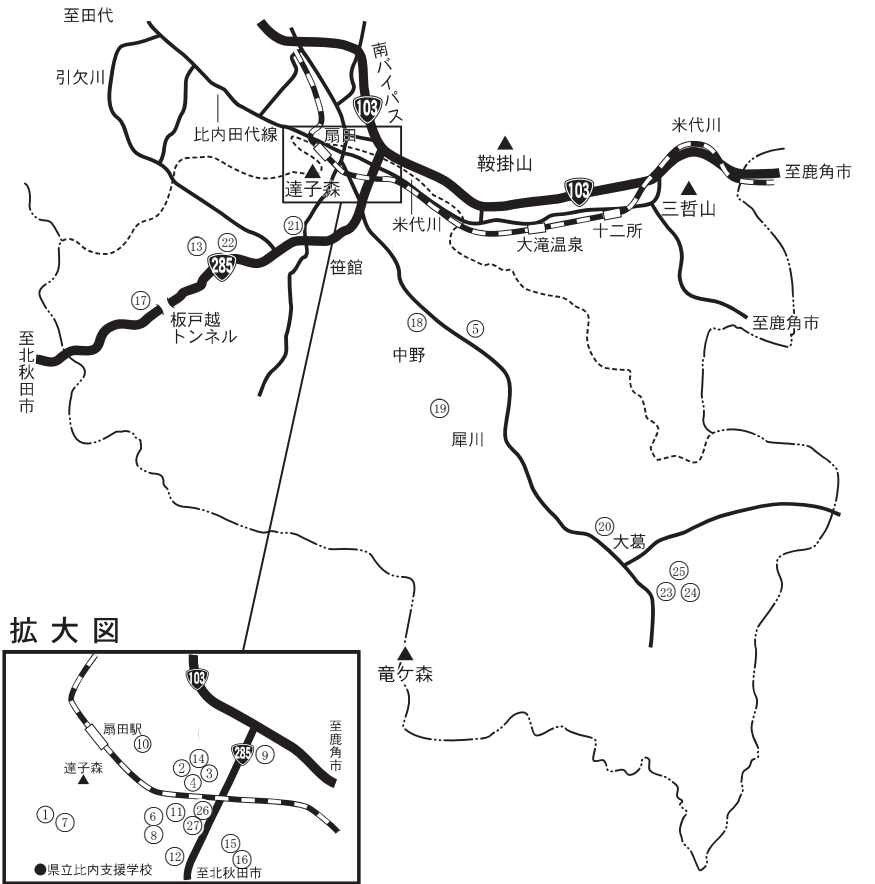 至田代
引欠川
南バイパス
103
比内田代線
扇田
達子森
鞍掛山
米代川
103
至鹿角市
三哲山
米代川
大滝温泉
十二所
㉑
⑬
㉒
285
笹館
⑰
板戸越
トンネル
至北秋田市
至鹿角市
⑱
⑤
中野
⑲
犀川
⑳
大葛
㉕
㉓
㉔
竜ケ森
拡大図
103
扇田駅
⑩
至鹿角市
285
⑨
⑭
②
③
④
達子森
①
⑦
⑥
⑪
㉖
㉗
⑧
⑫
⑮
⑯
県立比内支援学校
至北秋田市